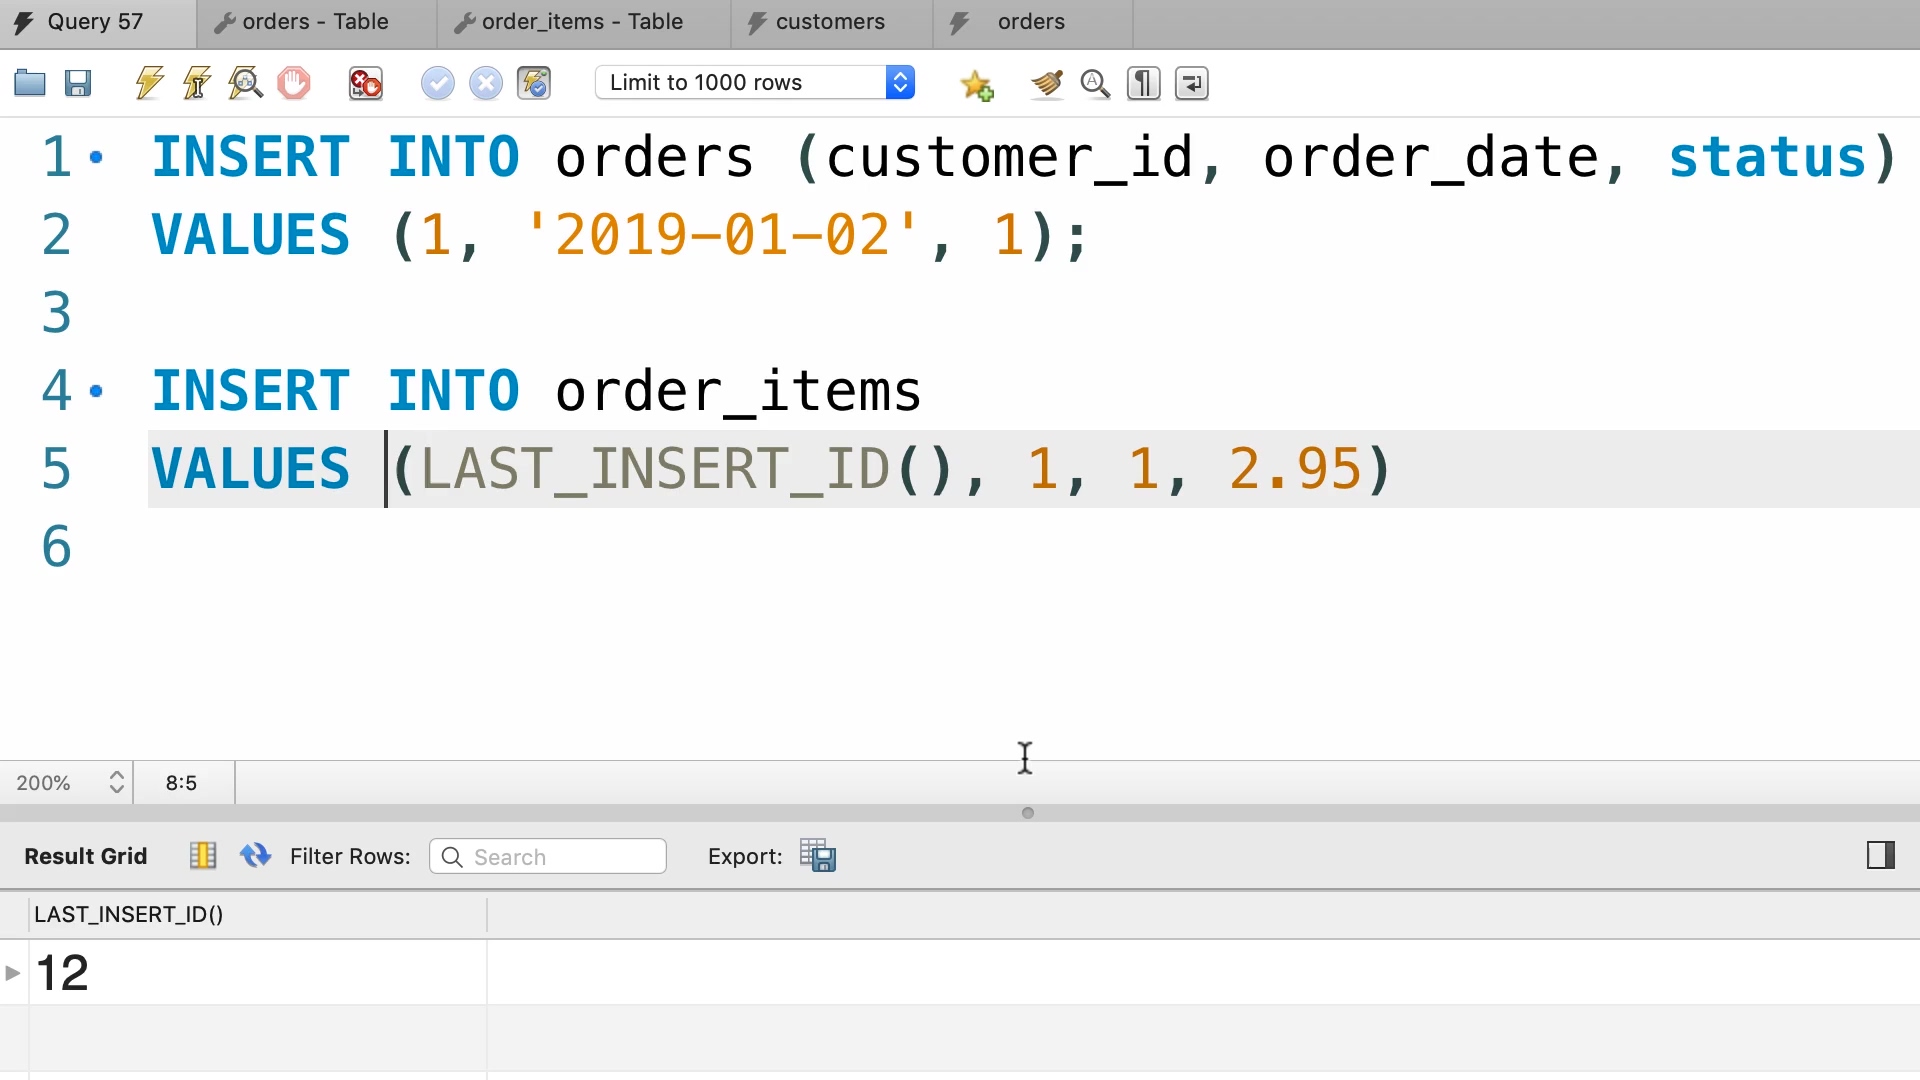 Query 57
orders - Table
order_items - Table
customers
orders
Limit to 1000 rows
1 INSERT INTO orders (customer_id, order_date, status)
2 VALUES (1, '2019-01-02', 1);
3
4 INSERT INTO order_items
5 VALUES (LAST_INSERT_ID(), 1, 1, 2.95)
6
200%
8:5
Result Grid
Filter Rows:
Search
Export:
LAST_INSERT_ID()
12